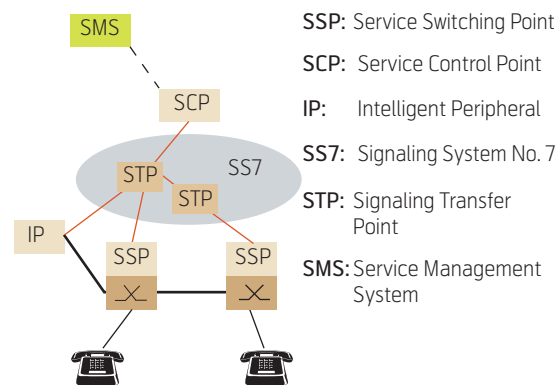 SMS
SCP
SS7
STP
STP
IP
SSP
SSP
SSP: Service Switching Point
SCP: Service Control Point
IP: Intelligent Peripheral
SS7: Signaling System No. 7
STP: Signaling Transfer
Point
SMS: Service Management
System